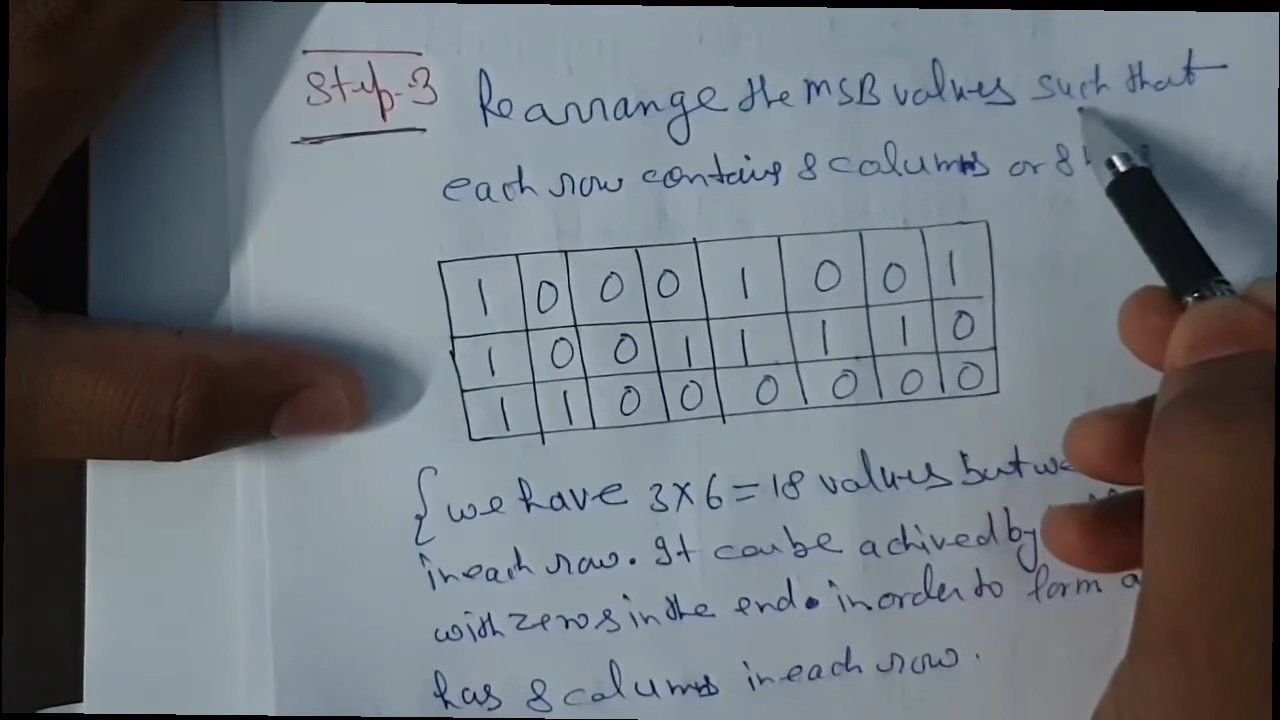 Step-3 Rearrange the MSB values such that
each row contains 8 columns or 8
1 0 0 0 1 0 0 1
1 0 0 1 1 1 1 0
1 1 0 0 0 0 0 0
{we have 3×6=18 values but we
in each row. It can be achived by
with zeros in the end. in order to form a
has 8 columns in each row.